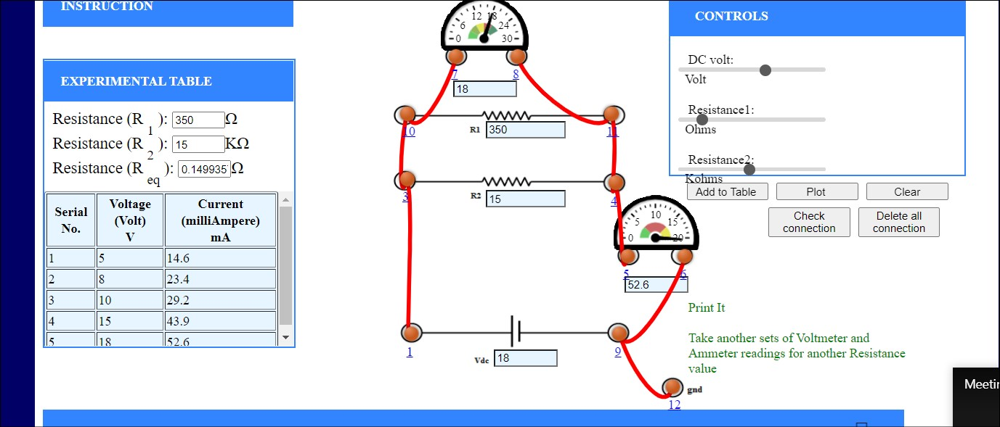 INSTRUCTION
EXPERIMENTAL TABLE
Resistance (R1): 350 Ω
Resistance (R2): 15 KΩ
Resistance (Req): 0.149935 Ω
Serial No. Voltage (Volt) V Current (milliAmpere) mA
1 5 14.6
2 8 23.4
3 10 29.2
4 15 43.9
5 18 52.6
0 6 12 18 24 30
7 8
18
10 11
R1 350
3 4
R2 15
0 5 10 15 20
5 6
52.6
1 9
Vdc 18
gnd
12
CONTROLS
DC volt:
Volt
Resistance1:
Ohms
Resistance2:
Kohms
Add to Table Plot Clear
Check connection Delete all connection
Print It
Take another sets of Voltmeter and
Ammeter readings for another Resistance
value